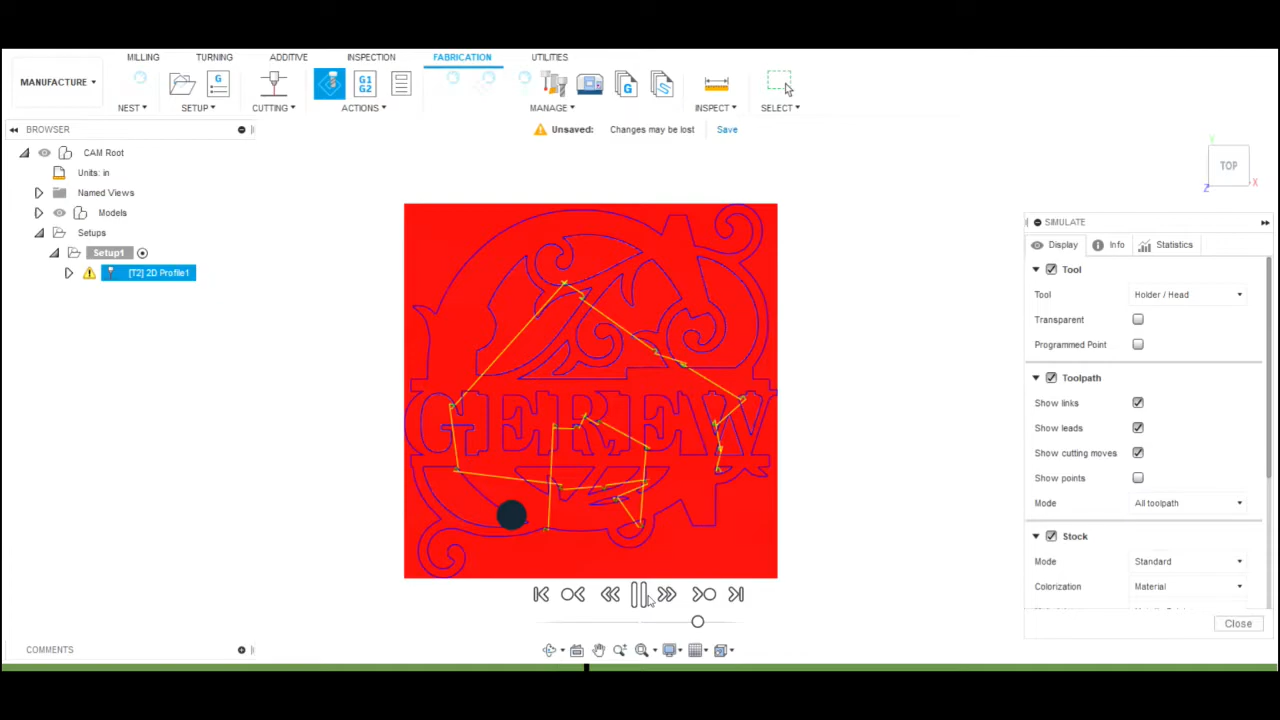 MILLING TURNING ADDITIVE INSPECTION FABRICATION UTILITIES
MANUFACTURE
G G1 G2 G
NEST SETUP CUTTING ACTIONS MANAGE INSPECT SELECT
BROWSER
Unsaved: Changes may be lost Save
CAM Root
Units: in
Named Views
Models
Setups
Setup1
[T2] 2D Profile1
Y
TOP
Z X
GEREW
SIMULATE
Display Info Statistics
Tool
Tool Holder / Head
Transparent
Programmed Point
Toolpath
Show links
Show leads
Show cutting moves
Show points
Mode All toolpath
Stock
Mode Standard
Colorization Material
Close
COMMENTS